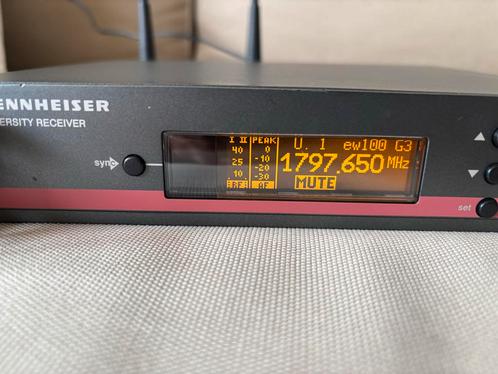 ENNHEISER
ERSITY RECEIVER
sync
I II PEAK
40 0
25 -10
10 -20
-30
RF AF
U. 1 ew100 G3
1797.650 MHz
MUTE
set